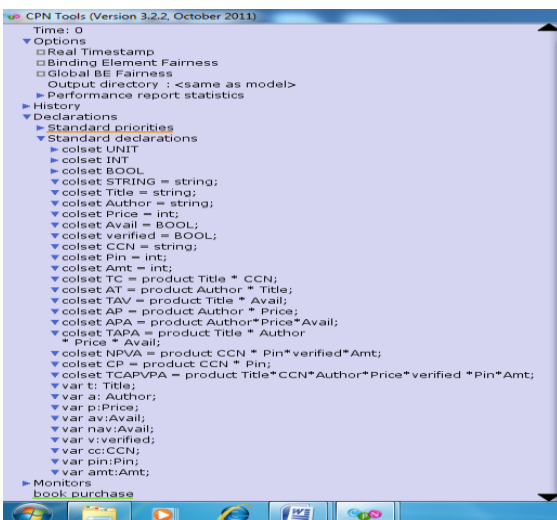 CPN Tools (Version 3.2.2, October 2011)
Time: 0
Options
Real Timestamp
Binding Element Fairness
Global BE Fairness
Output directory : <same as model>
Performance report statistics
History
Declarations
Standard priorities
Standard declarations
colset UNIT
colset INT
colset BOOL
colset STRING = string;
colset Title = string;
colset Author = string;
colset Price = int;
colset Avail = BOOL;
colset verified = BOOL;
colset CCN = string;
colset Pin = int;
colset Amt = int;
colset TC = product Title * CCN;
colset AT = product Author * Title;
colset TAV = product Title * Avail;
colset AP = product Author * Price;
colset APA = product Author*Price*Avail;
colset TAPA = product Title * Author
* Price * Avail;
colset NPVA = product CCN * Pin*verified*Amt;
colset CP = product CCN * Pin;
colset TCAPVPA = product Title*CCN*Author*Price*verified *Pin*Amt;
var t: Title;
var a: Author;
var p:Price;
var av:Avail;
var nav:Avail;
var v:verified;
var cc:CCN;
var pin:Pin;
var amt:Amt;
Monitors
book purchase